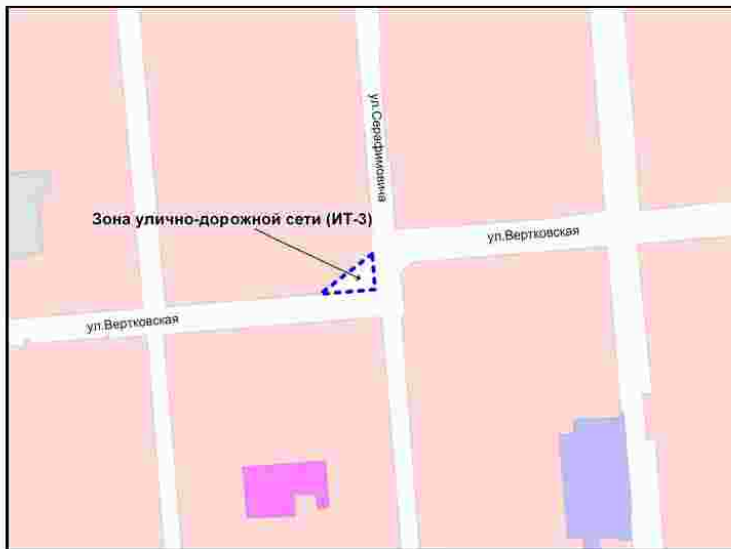 ул.Серафимовича
Зона улично-дорожной сети (ИТ-3)
ул.Вертковская
ул.Вертковская